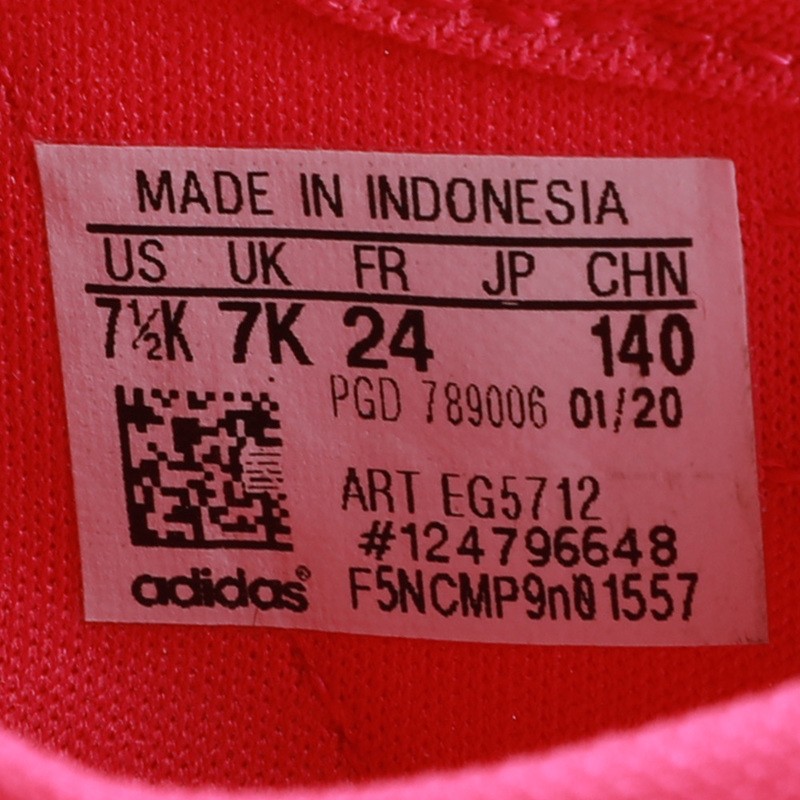 MADE IN INDONESIA
US UK FR JP CHN
7½K 7K 24 140
PGD 789006 01/20
ART EG5712
#124796648
adidas® F5NCMP9n01557